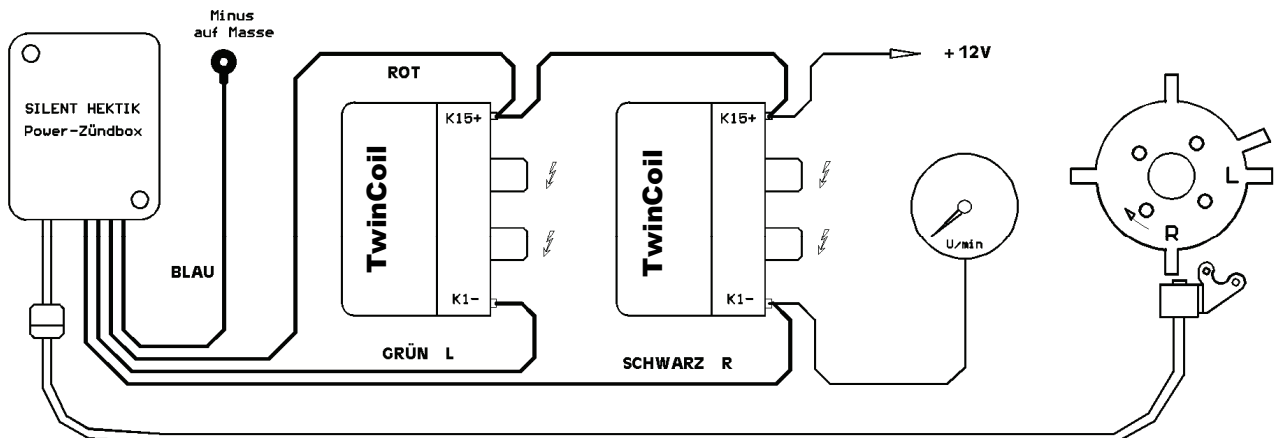 Minus
auf Masse
SILENT HEKTIK
Power-Zündbox
ROT
BLAU
TwinCoil
K15+
K1-
GRÜN L
TwinCoil
K15+
K1-
SCHWARZ R
+12V
U/min
L
R